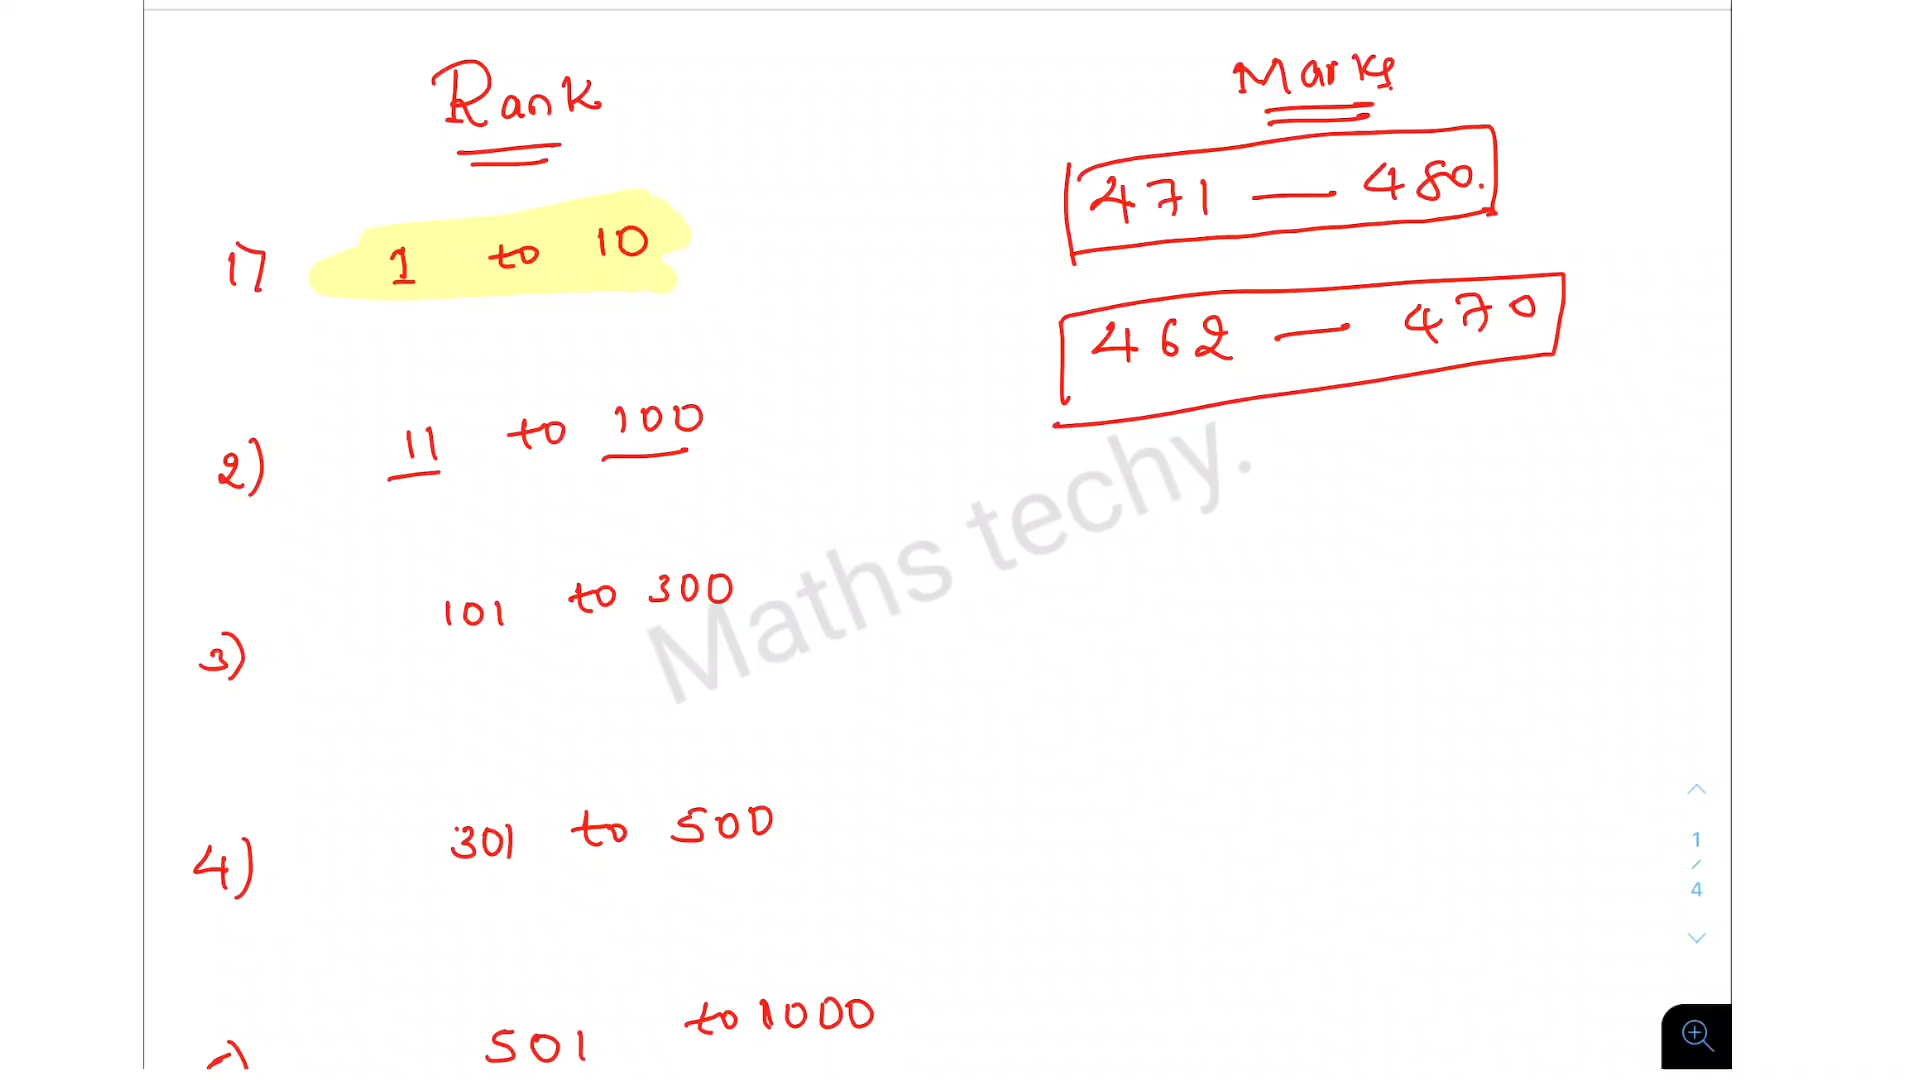 Rank Marks
1) 1 to 10 471 — 480.
2) 11 to 100 462 — 470
3) 101 to 300
4) 301 to 500
501 to 1000
Maths techy.
1
/
4